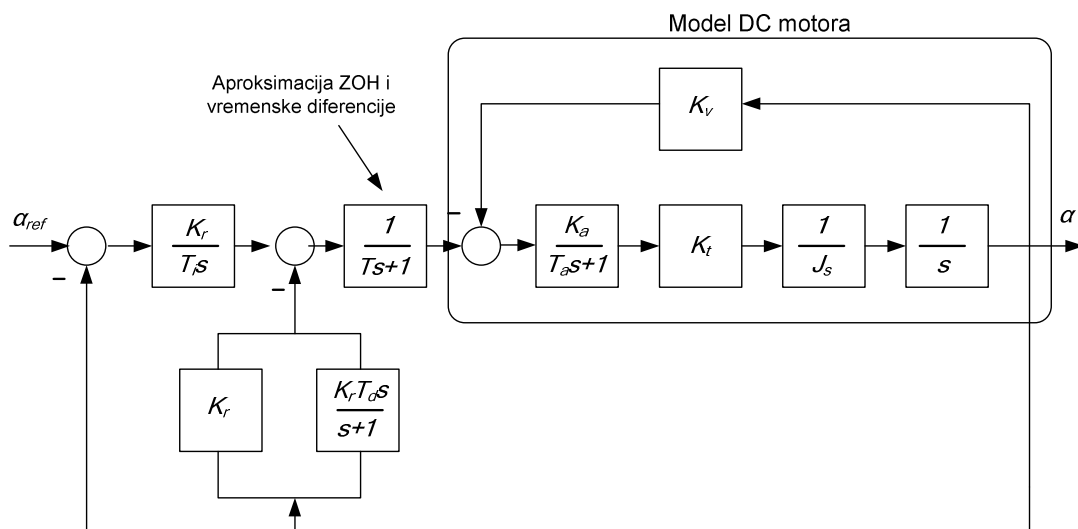 Model DC motora
Aproksimacija ZOH i
vremenske diferencije
K_v
−
α_ref
K_r
T_i s
1
Ts+1
K_a
T_a s+1
K_t
1
J_s
1
s
α
−
−
K_r
K_r T_d s
s+1